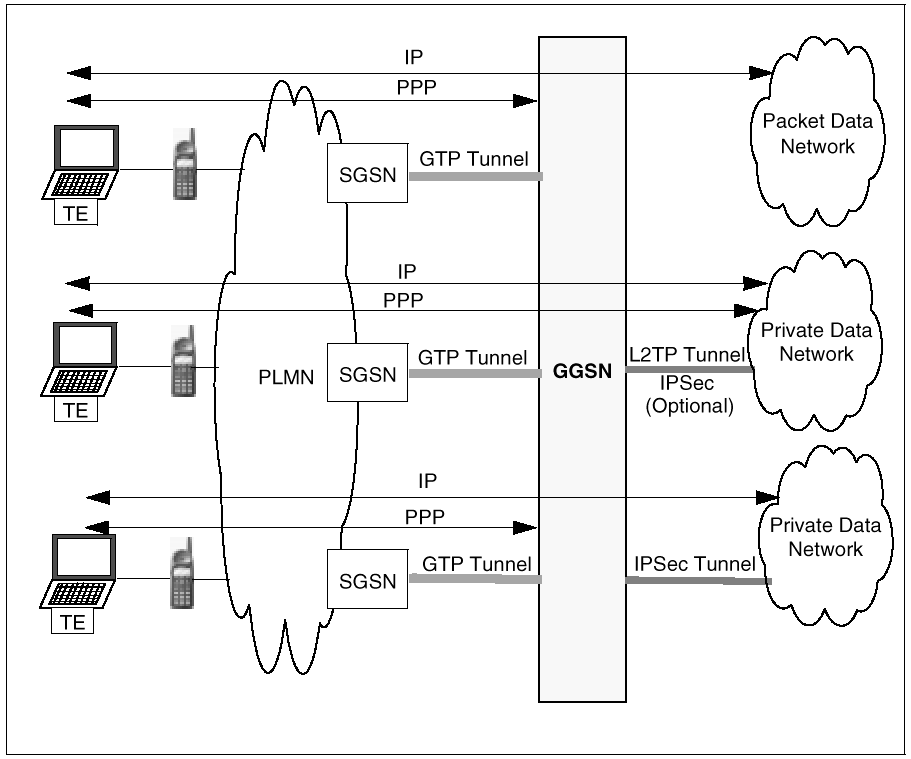 IP
PPP
Packet Data
Network
SGSN
GTP Tunnel
TE
IP
PPP
Private Data
Network
PLMN
SGSN
GTP Tunnel
GGSN
L2TP Tunnel
IPSec
(Optional)
TE
IP
PPP
Private Data
Network
SGSN
GTP Tunnel
IPSec Tunnel
TE